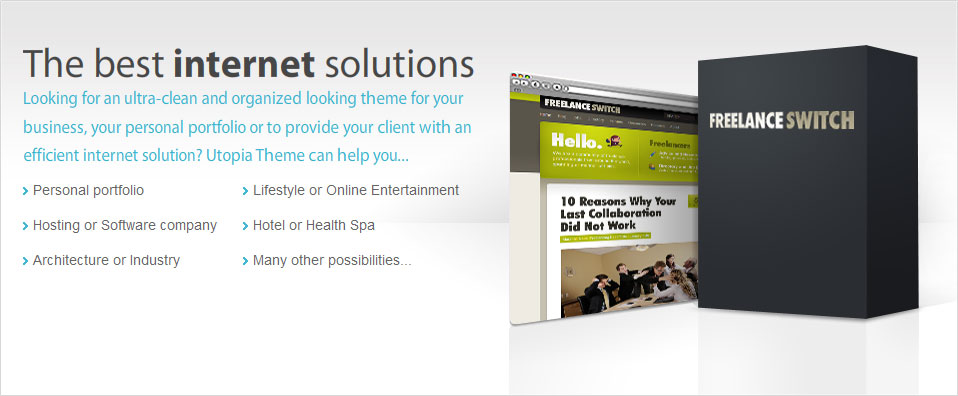 The best internet solutions
Looking for an ultra-clean and organized looking theme for your
business, your personal portfolio or to provide your client with an
efficient internet solution? Utopia Theme can help you...
Personal portfolio
Lifestyle or Online Entertainment
Hosting or Software company
Hotel or Health Spa
Architecture or Industry
Many other possibilities...
FREELANCE SWITCH
Hello.
Freelancers
10 Reasons Why Your
Last Collaboration
Did Not Work
FREELANCE SWITCH